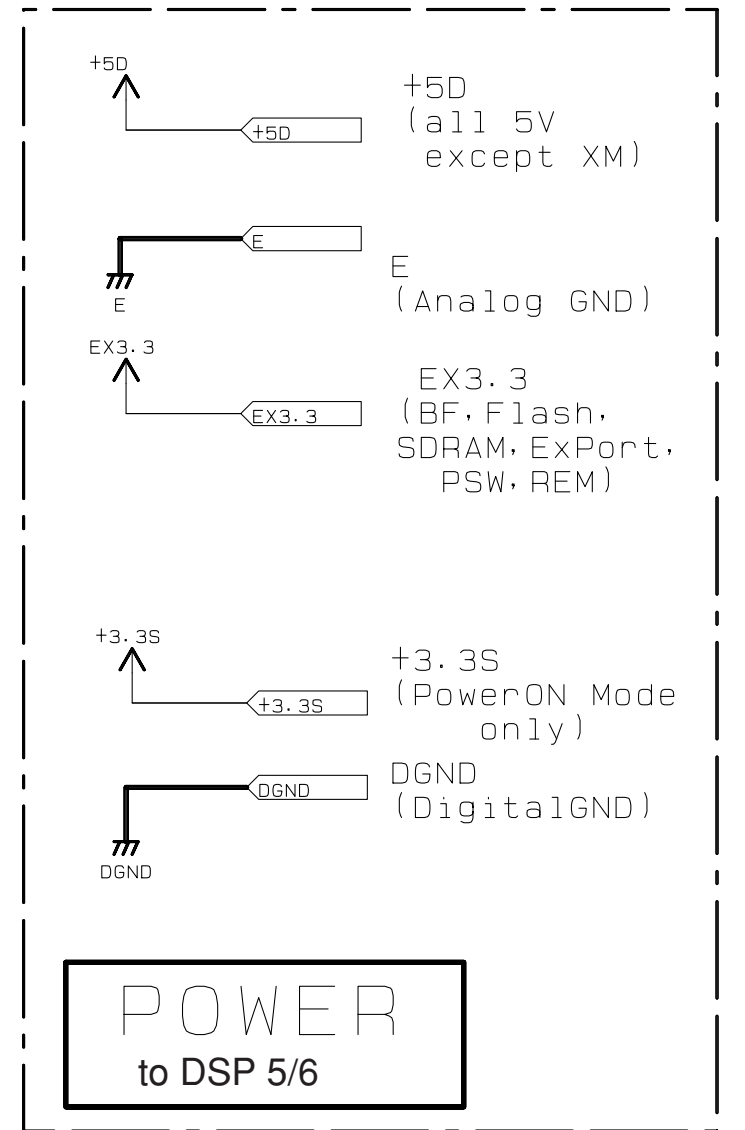 +5D
+5D
+5D
(all 5V
except XM)
E
E
E
(Analog GND)
EX3.3
EX3.3
EX3.3
(BF,Flash,
SDRAM,ExPort,
PSW,REM)
+3.3S
+3.3S
+3.3S
(PowerON Mode
only)
DGND
DGND
DGND
(DigitalGND)
POWER
to DSP 5/6